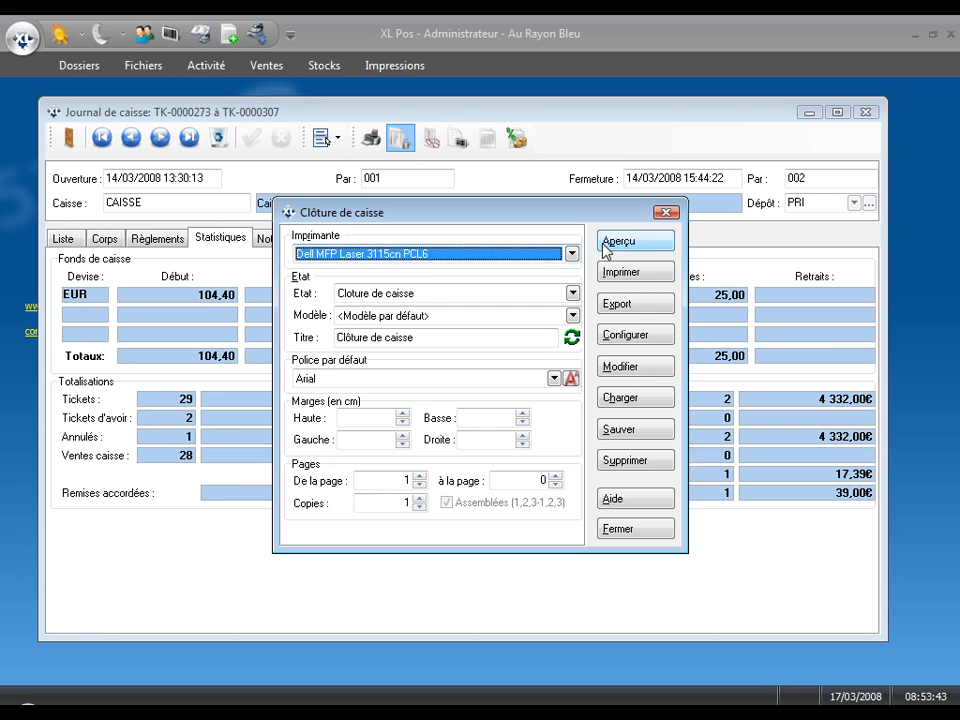 XL Pos - Administrateur - Au Rayon Bleu
Dossiers Fichiers Activité Ventes Stocks Impressions
Journal de caisse: TK-0000273 à TK-0000307
Ouverture : 14/03/2008 13:30:13 Par : 001 Fermeture : 14/03/2008 15:44:22 Par : 002
Caisse : CAISSE Dépôt : PRI ...
Liste Corps Règlements Statistiques
Fonds de caisse
Devise : Début : Retraits :
EUR 104,40 25,00
Totaux: 104,40 25,00
Totalisations
Tickets : 29 2 4 332,00€
Tickets d'avoir : 2 0
Annulés : 1 2 4 332,00€
Ventes caisse : 28 0
1 17,39€
Remises accordées : 1 39,00€
Clôture de caisse
Imprimante
Dell MFP Laser 3115cn PCL6
Etat
Etat : Cloture de caisse
Modèle : <Modèle par défaut>
Titre : Clôture de caisse
Police par défaut
Arial
Marges (en cm)
Haute : Basse :
Gauche : Droite :
Pages
De la page : 1 à la page : 0
Copies : 1 Assemblées (1,2,3-1,2,3)
Aperçu
Imprimer
Export
Configurer
Modifier
Charger
Sauver
Supprimer
Aide
Fermer
17/03/2008 08:53:43